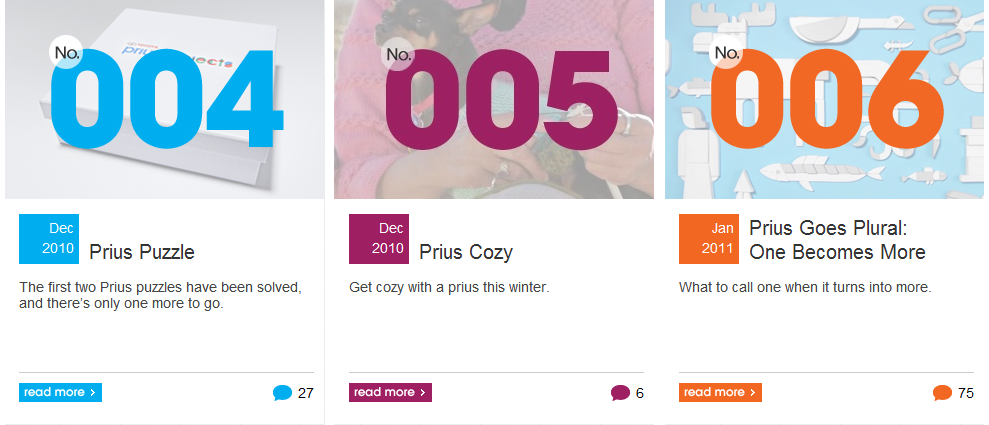 No.
004
Dec
2010
Prius Puzzle
The first two Prius puzzles have been solved,
and there's only one more to go.
read more >
27
No.
005
Dec
2010
Prius Cozy
Get cozy with a prius this winter.
read more >
6
No.
006
Jan
2011
Prius Goes Plural:
One Becomes More
What to call one when it turns into more.
read more >
75